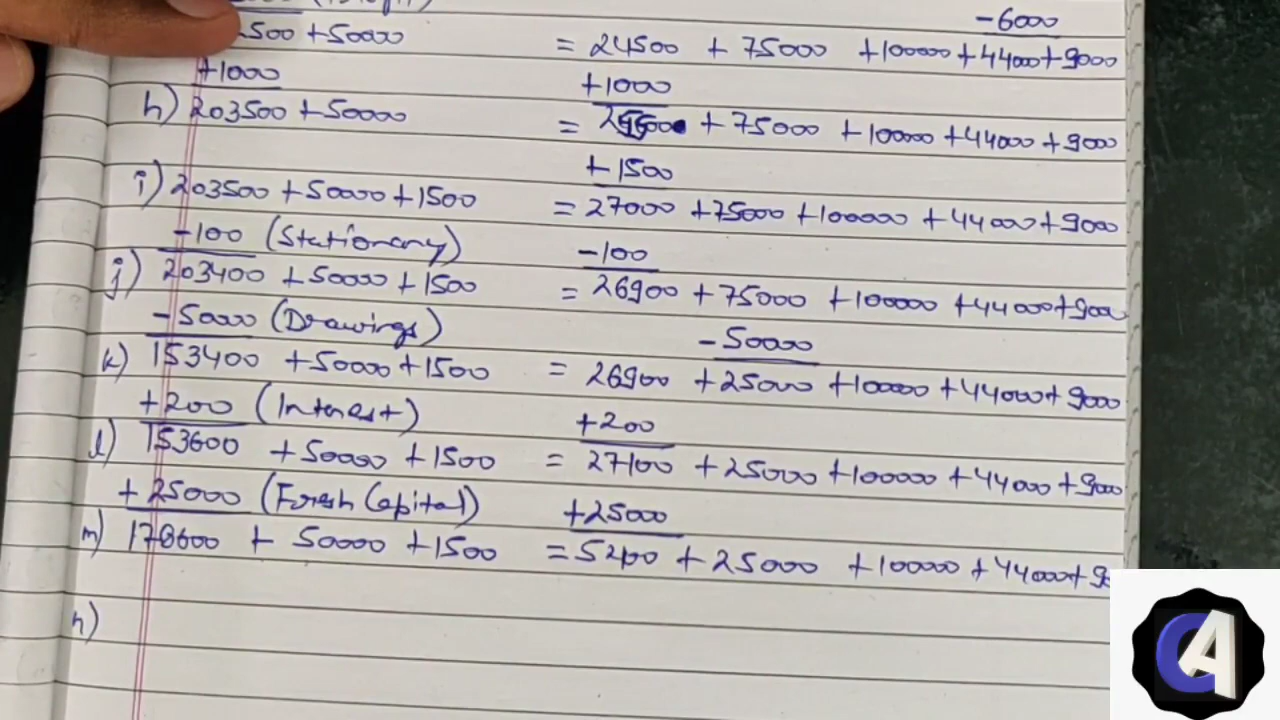 -6000
2500 +50000 = 24500 + 75000 +100000+44000+9000
+1000 +1000
h) 203500 +50000 = + 75000 +100000 +44000 +9000
+1500
i) 203500 +50000 +1500 = 27000 +75000 +100000 +44000+9000
-100 (Stationary) -100
j) 203400 +50000 +1500 = 26900 +75000 +100000 +44000+9000
-50000 (Drawings) -50000
k) 153400 +50000 +1500 = 26900 +25000 +100000 +44000+9000
+200 (Interest) +200
l) 153600 +50000 +1500 = 27100 +25000 +100000 +44000+9000
+25000 (Fresh Capital) +25000
m) 178600 + 50000 +1500 = 52100 + 25000 +100000 +44000+9
n)
CA